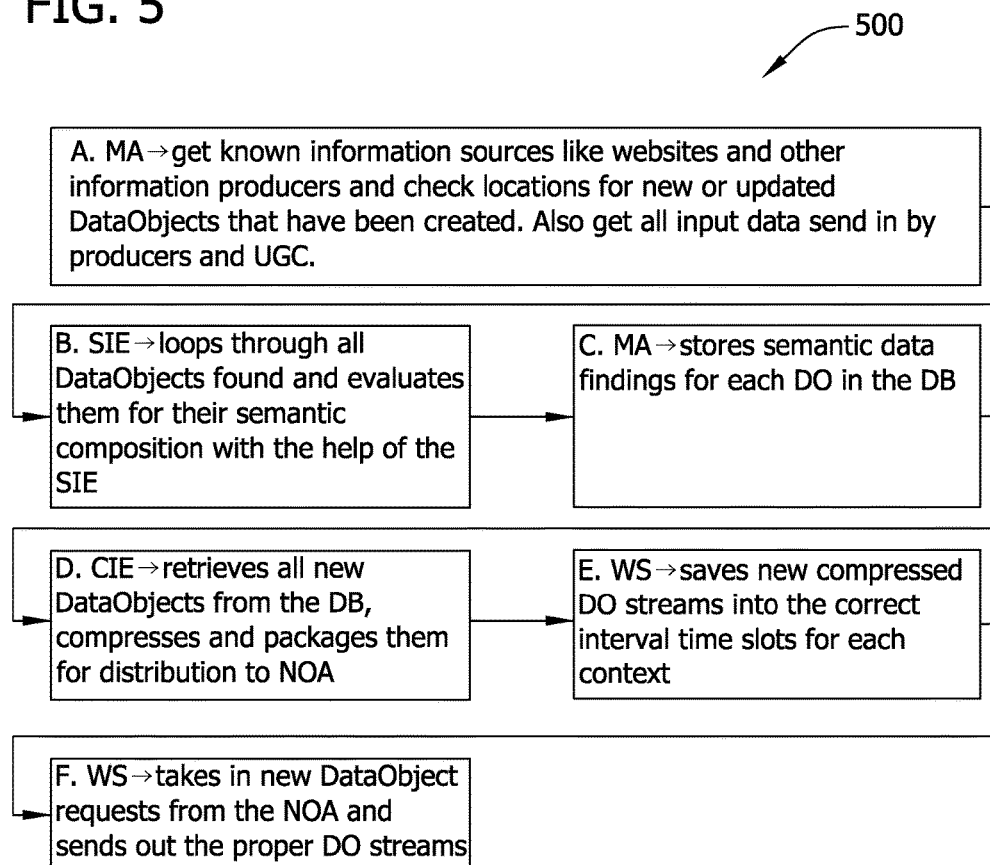 FIG. 5
500
A. MA→get known information sources like websites and other
information producers and check locations for new or updated
DataObjects that have been created. Also get all input data send in by
producers and UGC.
B. SIE→loops through all
DataObjects found and evaluates
them for their semantic
composition with the help of the
SIE
C. MA→stores semantic data
findings for each DO in the DB
D. CIE→retrieves all new
DataObjects from the DB,
compresses and packages them
for distribution to NOA
E. WS→saves new compressed
DO streams into the correct
interval time slots for each
context
F. WS→takes in new DataObject
requests from the NOA and
sends out the proper DO streams